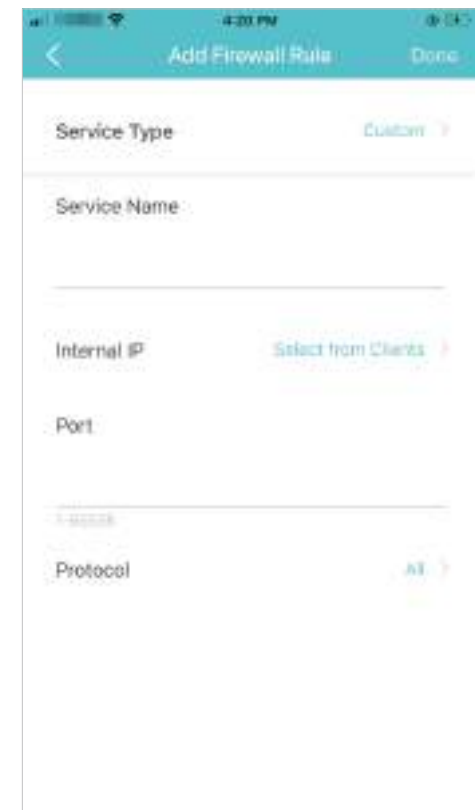 4:20 PM
Add Firewall Rule Done
Service Type Custom
Service Name
Internal IP Select from Clients
Port
Protocol All